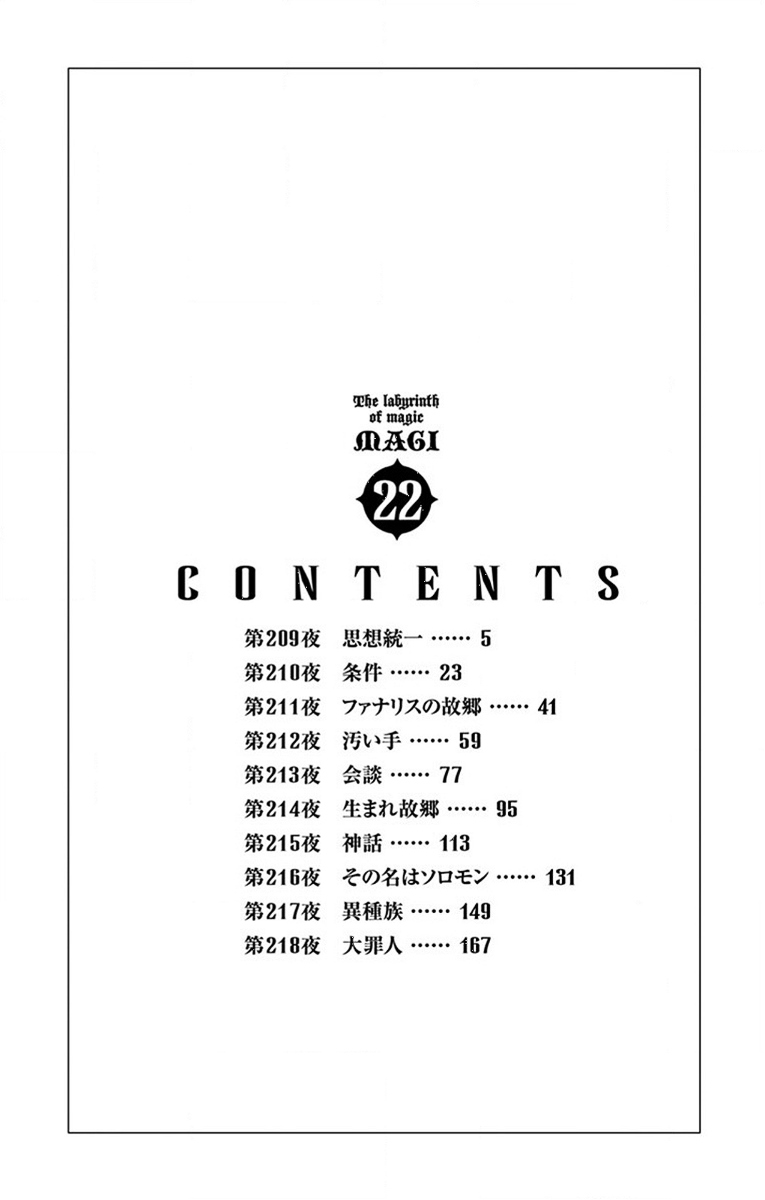 The labyrinth
of magic
MAGI
22
CONTENTS
第209夜 思想統一 …… 5
第210夜 条件 …… 23
第211夜 ファナリスの故郷 …… 41
第212夜 汚い手 …… 59
第213夜 会談 …… 77
第214夜 生まれ故郷 …… 95
第215夜 神話 …… 113
第216夜 その名はソロモン …… 131
第217夜 異種族 …… 149
第218夜 大罪人 …… 167